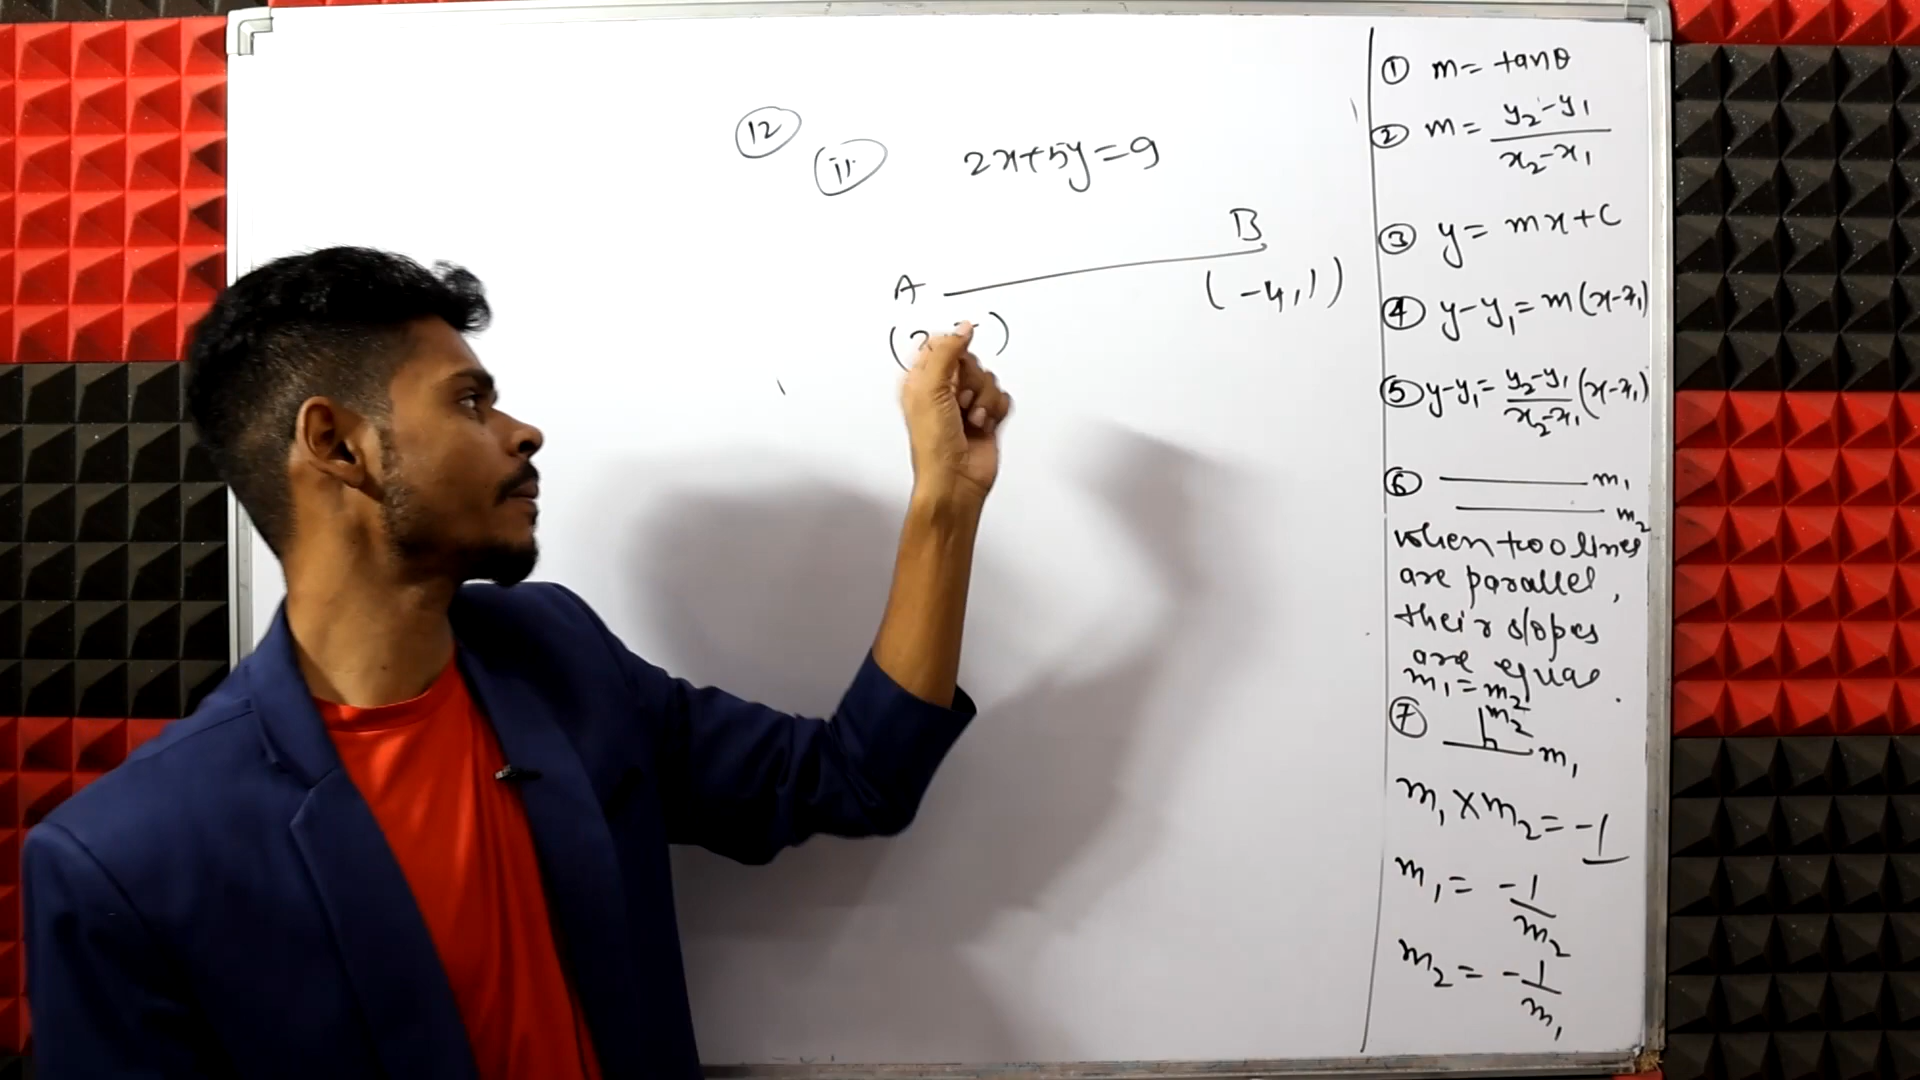 12
ii 2x+5y=9
A B
(-4,1)
① m= tanθ
② m= y₂-y₁ / x₂-x₁
③ y= mx+c
④ y-y₁=m(x-x₁)
⑤ y-y₁= y₂-y₁ / x₂-x₁ (x-x₁)
⑥ m₁
m₂
when two lines
are parallel,
their slopes
are equal.
m₁=m₂
⑦ m₂
m₁
m₁×m₂=-1
m₁= -1/m₂
m₂= -1/m₁